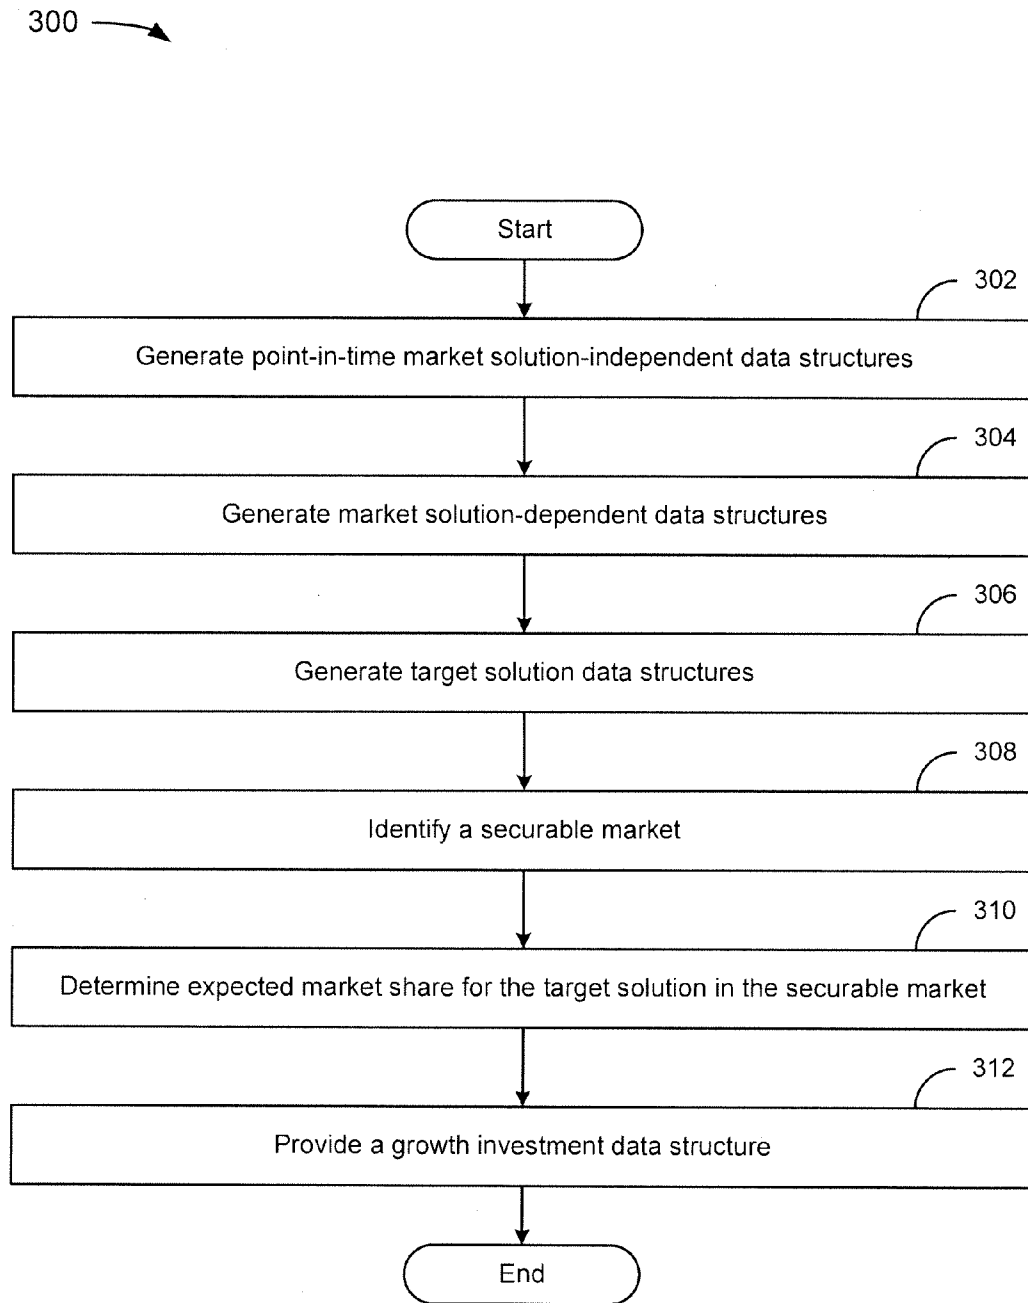 300
Start
302
Generate point-in-time market solution-independent data structures
304
Generate market solution-dependent data structures
306
Generate target solution data structures
308
Identify a securable market
310
Determine expected market share for the target solution in the securable market
312
Provide a growth investment data structure
End